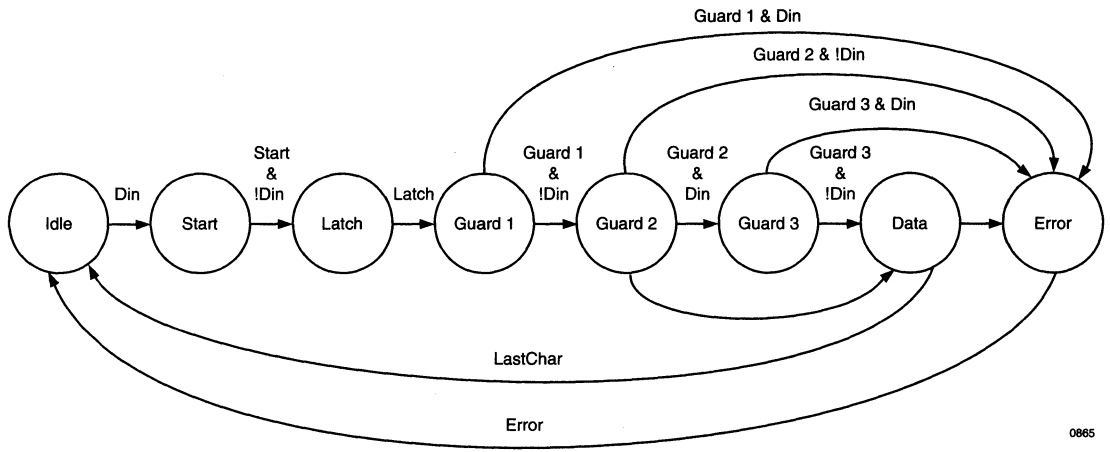 Guard 1 & Din
Guard 2 & !Din
Guard 3 & Din
Start
&
!Din
Guard 1
&
!Din
Guard 2
&
Din
Guard 3
&
!Din
Din
Latch
Idle
Start
Latch
Guard 1
Guard 2
Guard 3
Data
Error
LastChar
Error
0865